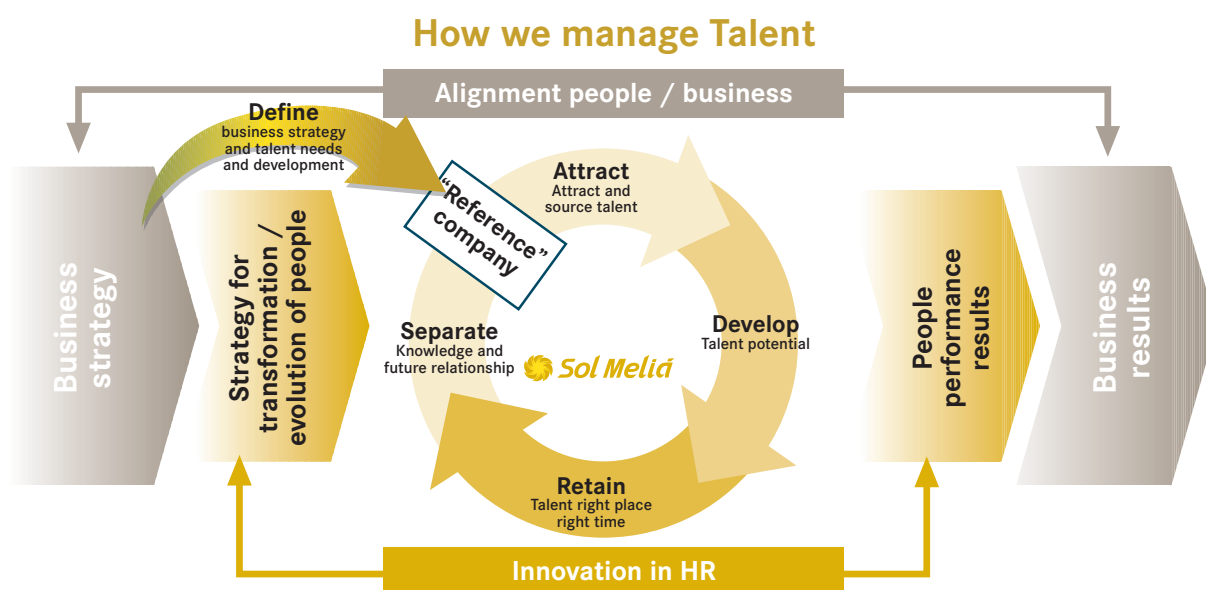 How we manage Talent
Alignment people / business
Define
business strategy
and talent needs
and development
"Reference"
company
Attract
Attract and
source talent
Develop
Talent potential
Retain
Talent right place
right time
Separate
Knowledge and
future relationship
Sol Meliá
Business
strategy
Strategy for
transformation /
evolution of people
People
performance
results
Business
results
Innovation in HR